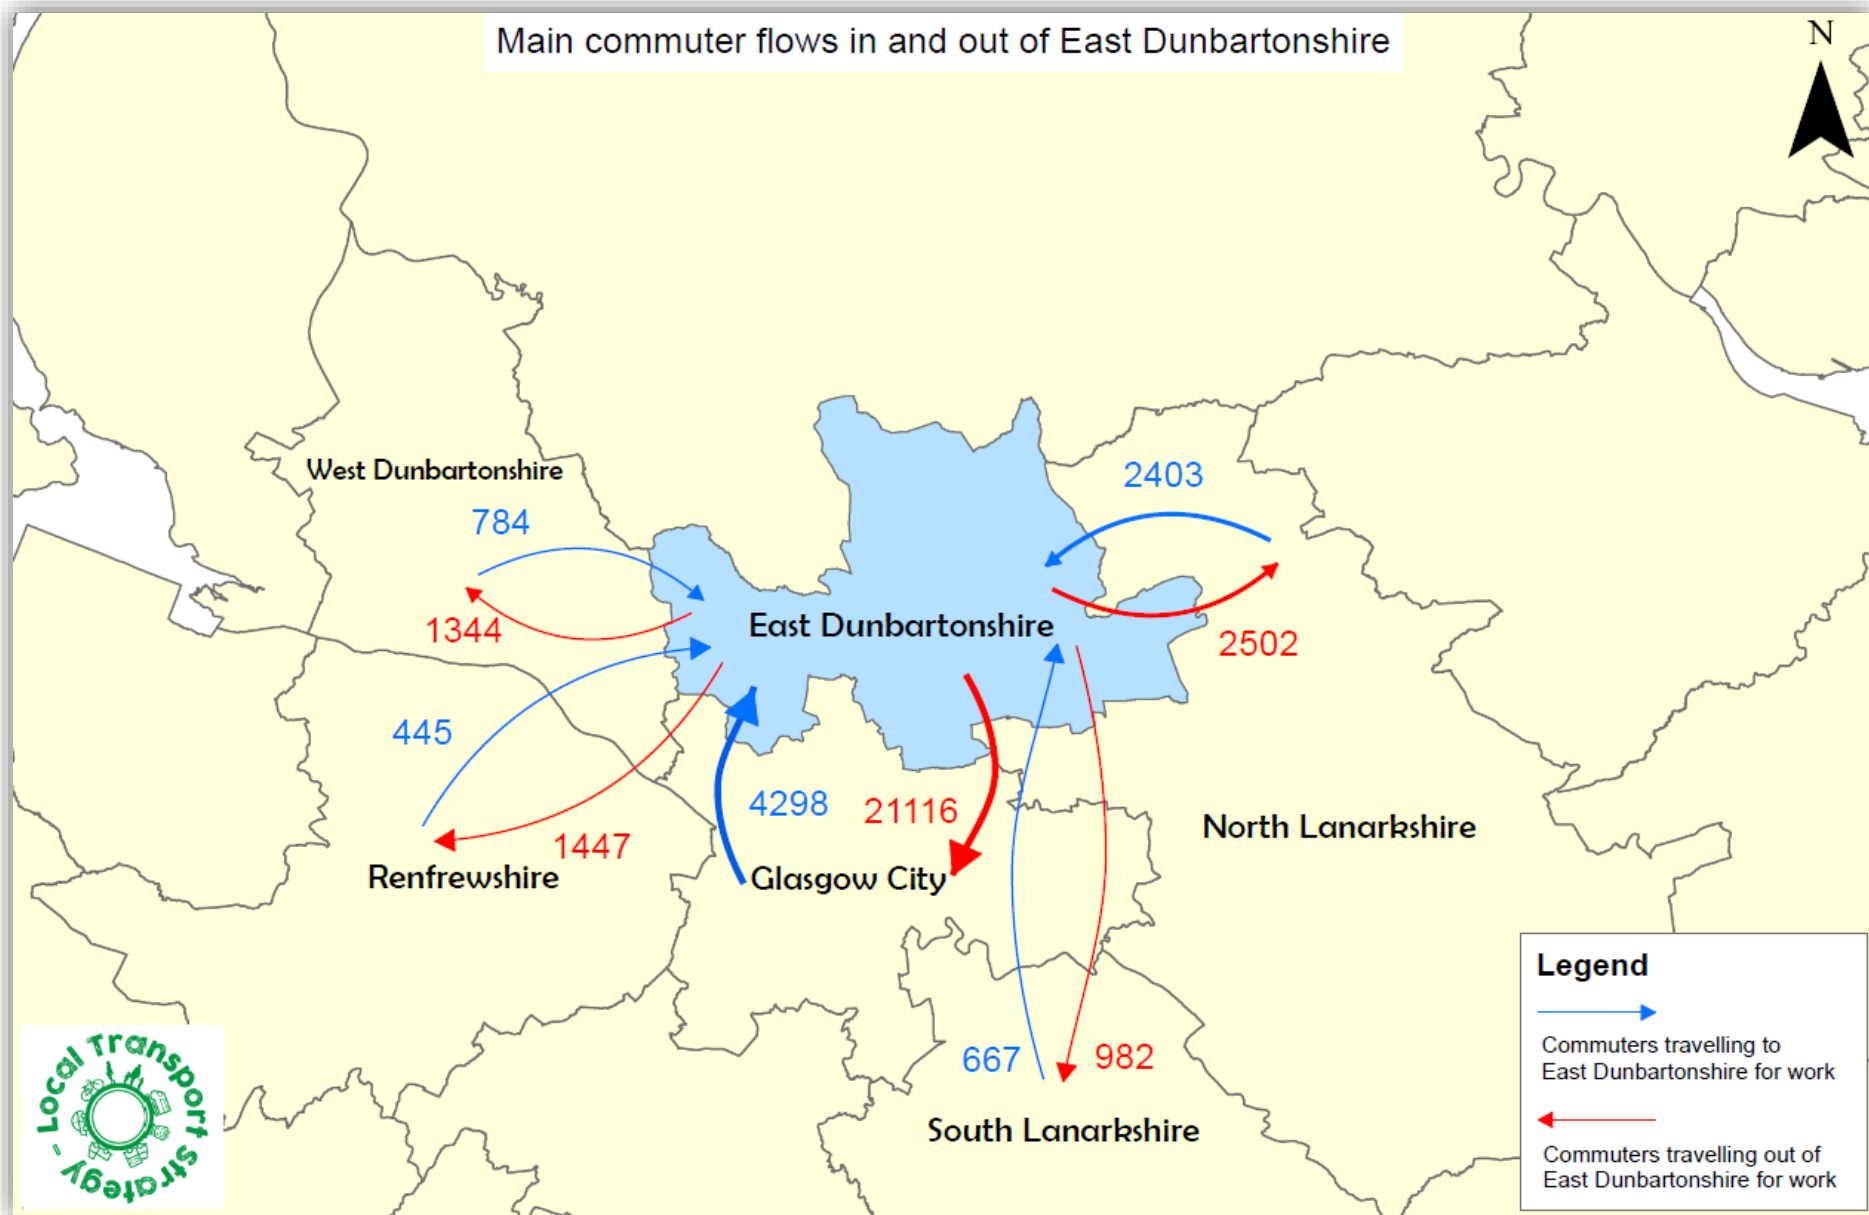 Main commuter flows in and out of East Dunbartonshire
N
2403
West Dunbartonshire
784
East Dunbartonshire
1344
2502
445
4298
21116
North Lanarkshire
1447
Renfrewshire
Glasgow City
667
982
South Lanarkshire
Legend
Commuters travelling to
East Dunbartonshire for work
Commuters travelling out of
East Dunbartonshire for work
Local Transport Strategy -